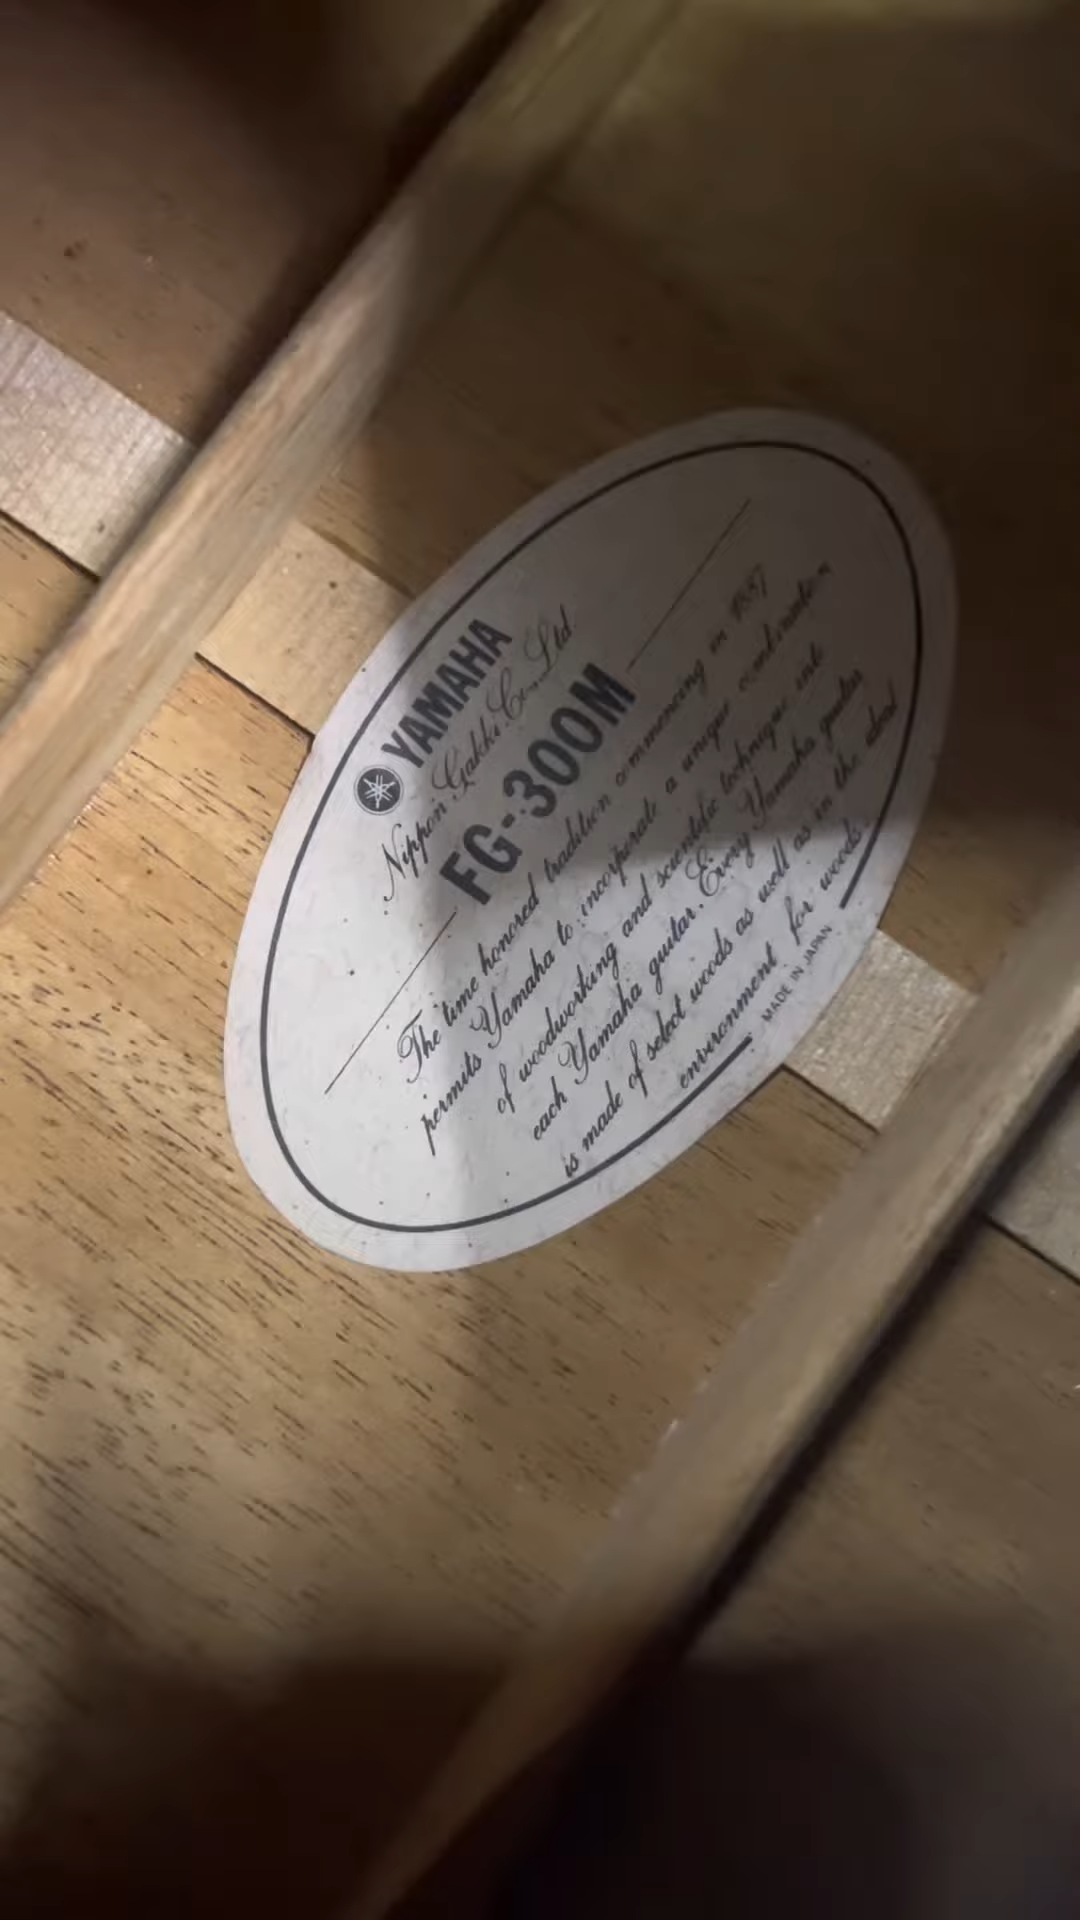 YAMAHA
Nippon Gakki Co., Ltd
FG-300M
The time honored tradition commencing in 1887
permits Yamaha to incorporate a unique combination
of woodworking and scientific technique into
each Yamaha guitar. Every Yamaha guitar
is made of select woods as well as in the ideal
environment for woods
MADE IN JAPAN